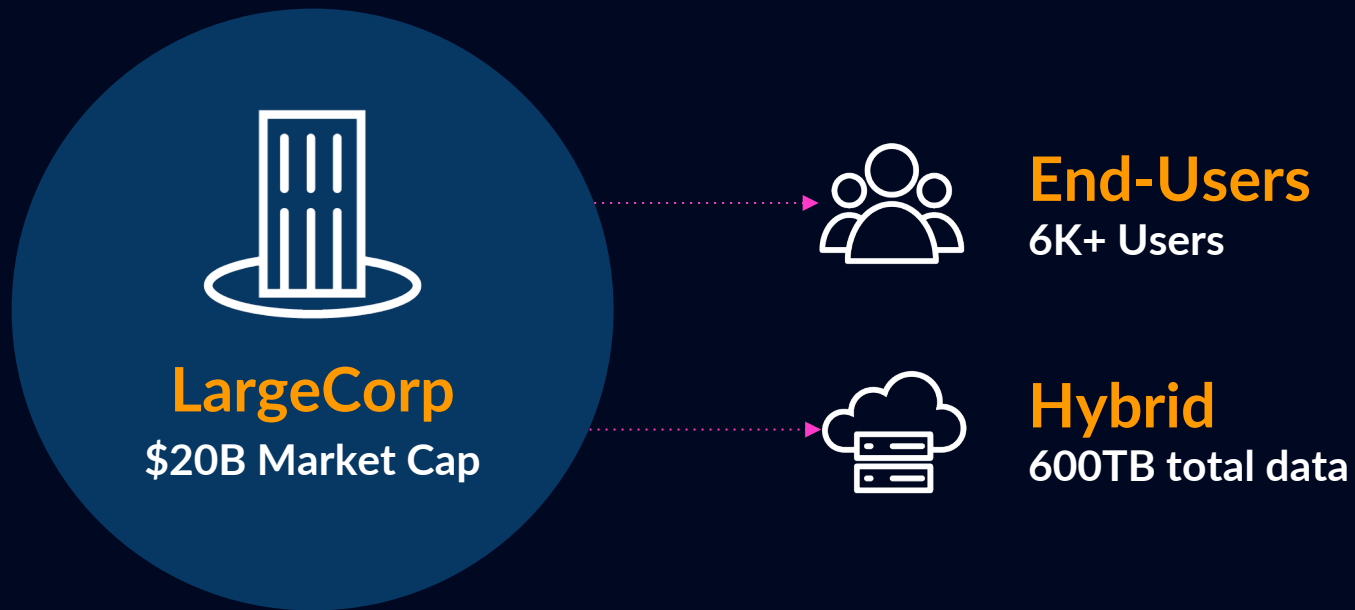 LargeCorp
$20B Market Cap
End-Users
6K+ Users
Hybrid
600TB total data